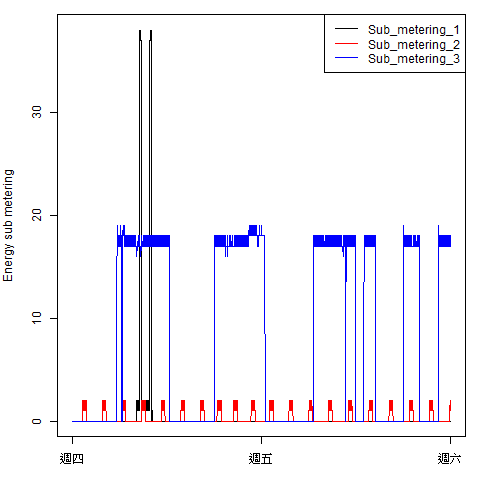 Sub_metering_1
Sub_metering_2
Sub_metering_3
Energy sub metering
30
20
10
0
週四 週五 週六